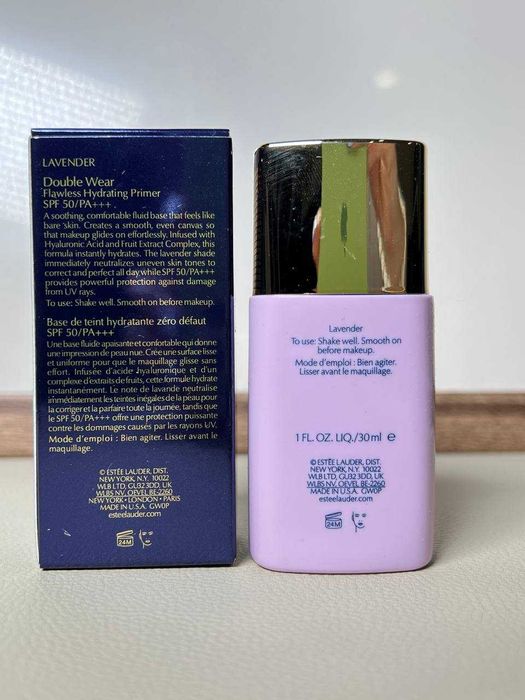 LAVENDER
Double Wear
Flawless Hydrating Primer
SPF 50/PA+++
A soothing, comfortable fluid base that feels like
bare skin. Creates a smooth, even canvas so
that makeup glides on effortlessly. Infused with
Hyaluronic Acid and Fruit Extract Complex, this
formula instantly hydrates. The lavender shade
immediately neutralizes uneven skin tones to
correct and perfect all day while SPF 50/PA+++
provides powerful protection against damage
from UV rays.
To use: Shake well. Smooth on before makeup.
Base de teint hydratante zéro défaut
SPF 50/PA+++
Une base fluide apaisante et confortable qui donne
une impression de peau nue. Crée une surface lisse
et uniforme pour que le maquillage glisse sans
effort. Infusée d'acide hyaluronique et d'un
complexe d'extraits de fruits, cette formule hydrate
instantanément. Le note de lavande neutralise
immédiatement les teintes inégales de la peau pour
la corriger et la parfaire toute la journée, tandis que
le SPF 50/PA+++ offre une protection puissante
contre les dommages causés par les rayons UV.
Mode d'emploi : Bien agiter. Lisser avant le
maquillage.
© ESTÉE LAUDER, DIST.
NEW YORK, N.Y. 10022
WLB LTD, GU32 3DD, UK
WLBS NV, OEVEL BE-2260
NEW YORK • LONDON • PARIS
MADE IN U.S.A. GW0P
esteelauder.com
24M
Lavender
To use: Shake well. Smooth on
before makeup.
Mode d'emploi : Bien agiter.
Lisser avant le maquillage.
1 FL. OZ. LIQ./30 ml e
© ESTÉE LAUDER, DIST.
NEW YORK, N.Y. 10022
WLB LTD, GU32 3DD, UK
WLBS NV, OEVEL BE-2260
MADE IN U.S.A. GW0P
esteelauder.com
24M